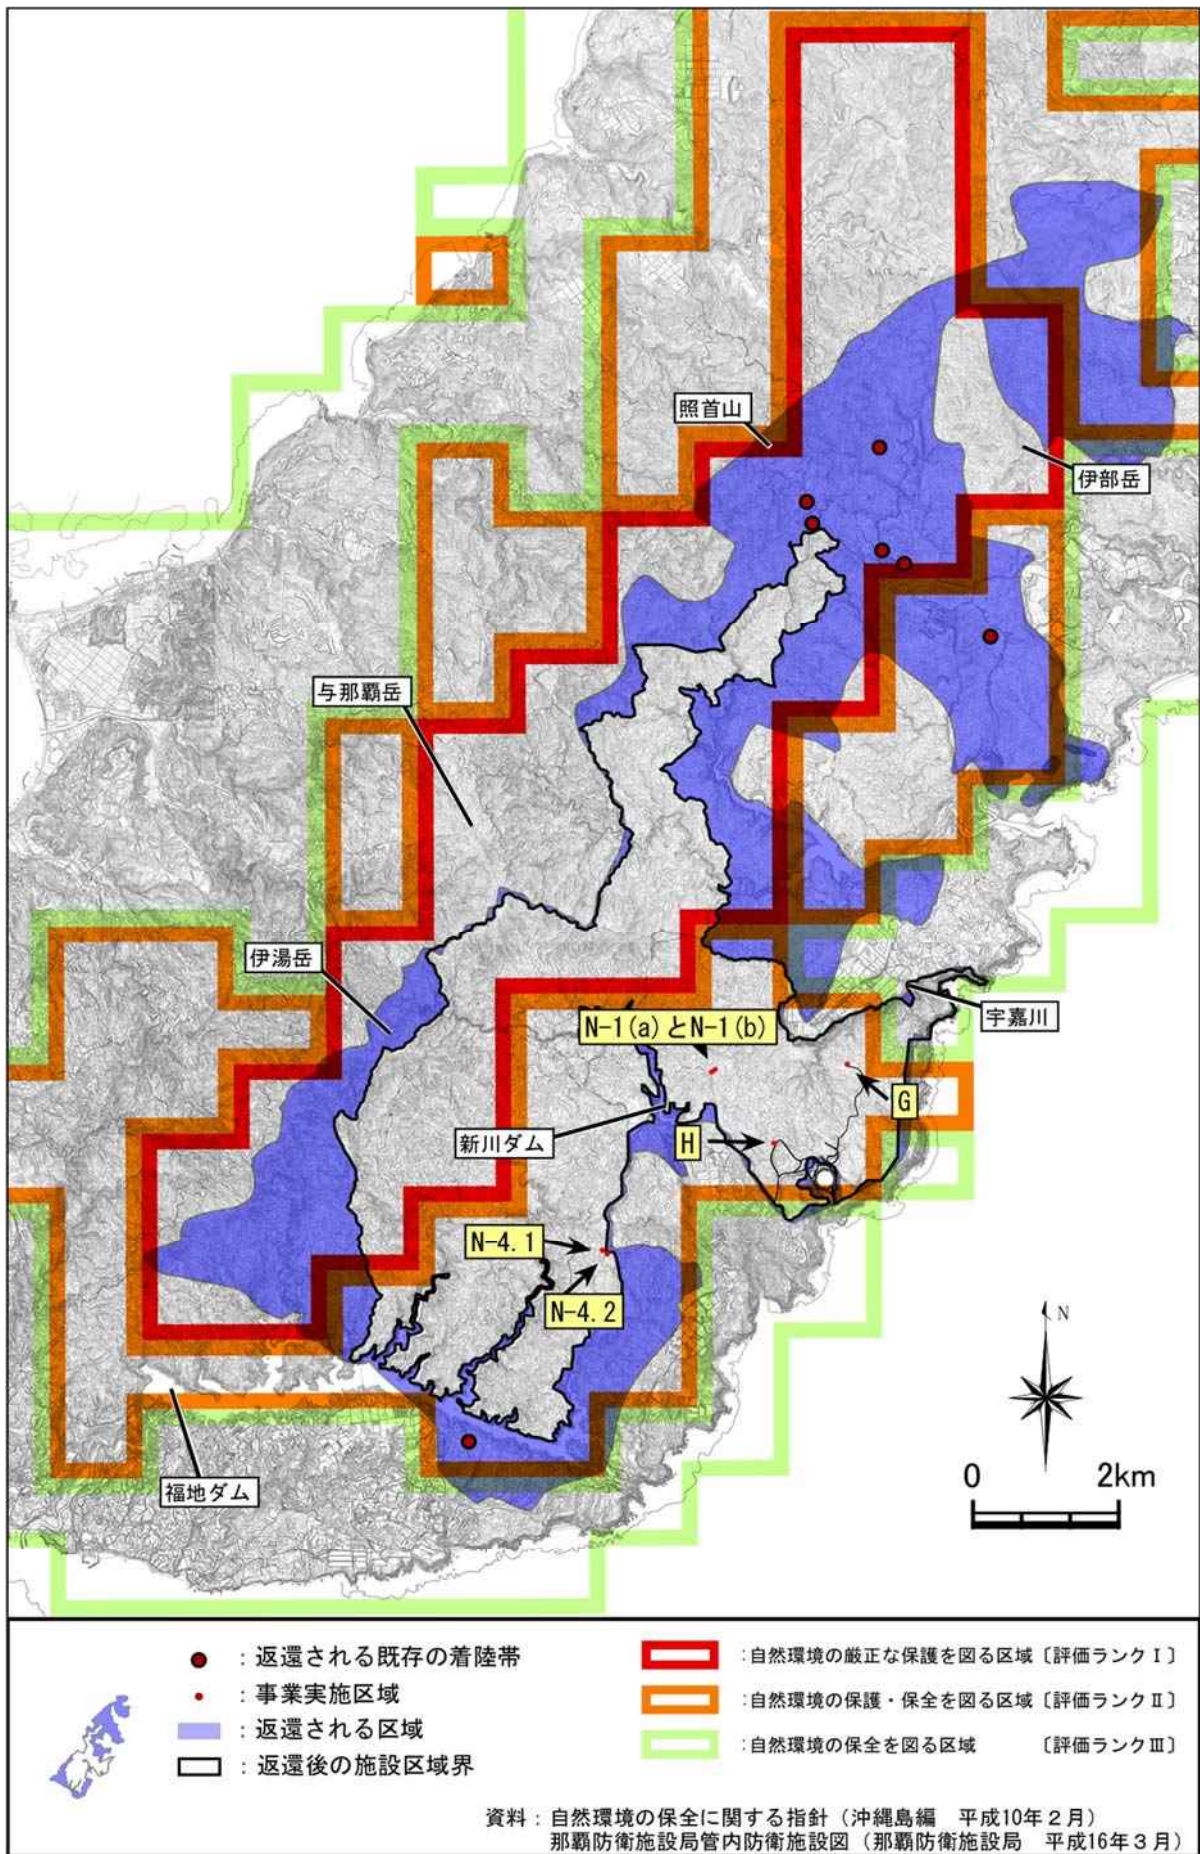 照首山
伊部岳
与那覇岳
伊湯岳
宇嘉川
N-1(a)とN-1(b)
G
新川ダム
H
N-4.1
N-4.2
N
0 2km
福地ダム
：返還される既存の着陸帯
：事業実施区域
：返還される区域
：返還後の施設区域界
：自然環境の厳正な保護を図る区域〔評価ランクⅠ〕
：自然環境の保護・保全を図る区域〔評価ランクⅡ〕
：自然環境の保全を図る区域 〔評価ランクⅢ〕
資料：自然環境の保全に関する指針（沖縄島編 平成10年２月）
那覇防衛施設局管内防衛施設図（那覇防衛施設局 平成16年３月）